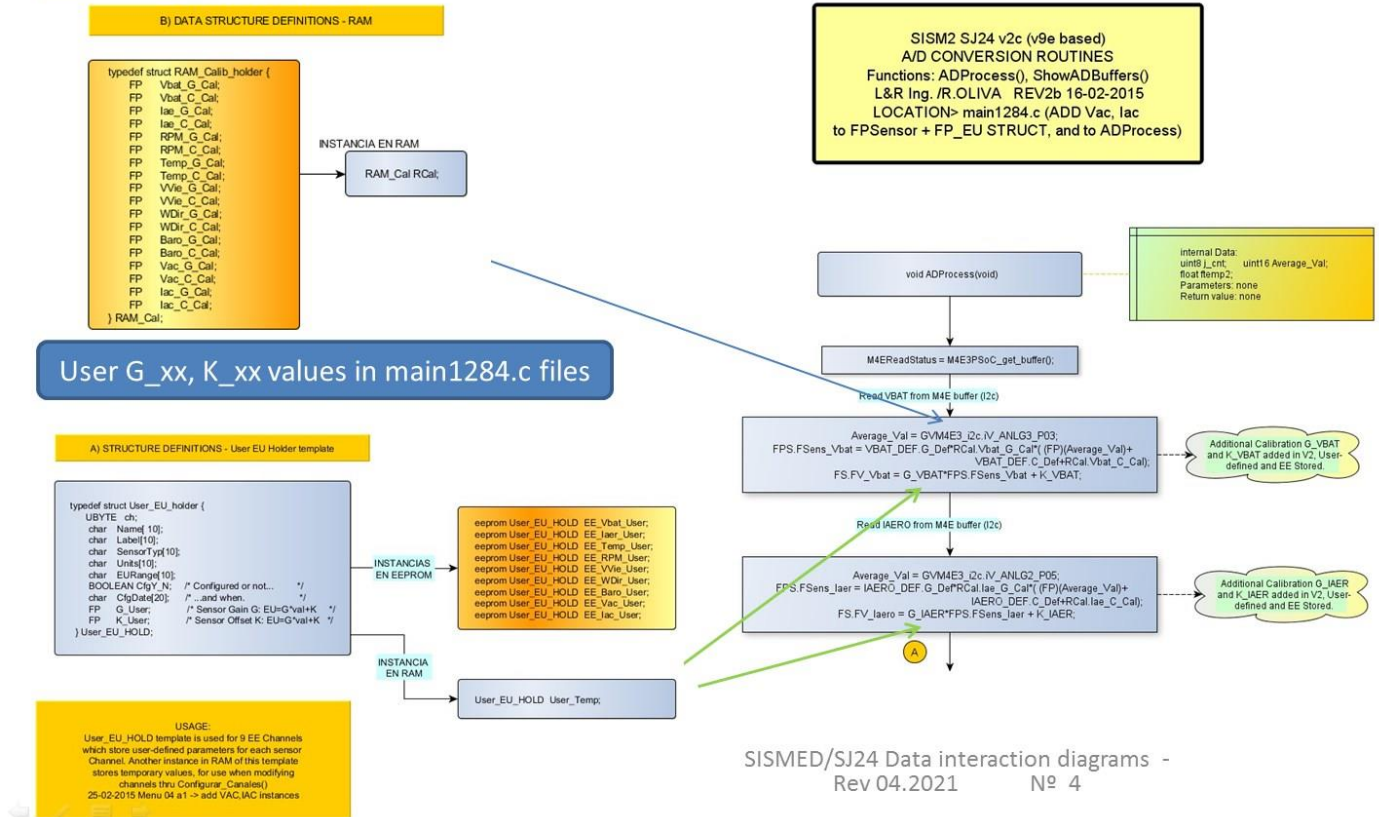 B) DATA STRUCTURE DEFINITIONS - RAM
typedef struct RAM_Calib_holder {
FP Vbat_G_Cal;
FP Vbat_C_Cal;
FP Iae_G_Cal;
FP Iae_C_Cal;
FP RPM_G_Cal;
FP RPM_C_Cal;
FP Temp_G_Cal;
FP Temp_C_Cal;
FP VVie_G_Cal;
FP VVie_C_Cal;
FP WDir_G_Cal;
FP WDir_C_Cal;
FP Baro_G_Cal;
FP Baro_C_Cal;
FP Vac_G_Cal;
FP Vac_C_Cal;
FP Iac_G_Cal;
FP Iac_C_Cal;
} RAM_Cal;
INSTANCIA EN RAM
RAM_Cal RCal;
User G_xx, K_xx values in main1284.c files
A) STRUCTURE DEFINITIONS - User EU Holder template
typedef struct User_EU_holder {
UBYTE ch;
char Name[ 10];
char Label[10];
char SensorTyp[10];
char Units[10];
char EURange[10];
BOOLEAN CfgY_N; /* Configured or not... */
char CfgDate[20]; /* ...and when. */
FP G_User; /* Sensor Gain G: EU=G*val+K */
FP K_User; /* Sensor Offset K: EU=G*val+K */
} User_EU_HOLD;
INSTANCIAS
EN EEPROM
eeprom User_EU_HOLD EE_Vbat_User;
eeprom User_EU_HOLD EE_Iaer_User;
eeprom User_EU_HOLD EE_Temp_User;
eeprom User_EU_HOLD EE_RPM_User;
eeprom User_EU_HOLD EE_VVie_User;
eeprom User_EU_HOLD EE_WDir_User;
eeprom User_EU_HOLD EE_Baro_User;
eeprom User_EU_HOLD EE_Vac_User;
eeprom User_EU_HOLD EE_Iac_User;
INSTANCIA
EN RAM
User_EU_HOLD User_Temp;
USAGE:
User_EU_HOLD template is used for 9 EE Channels
which store user-defined parameters for each sensor
Channel. Another instance in RAM of this template
stores temporary values, for use when modifying
channels thru Configurar_Canales()
25-02-2015 Menu 04 a1 -> add VAC,IAC instances
SISM2 SJ24 v2c (v9e based)
A/D CONVERSION ROUTINES
Functions: ADProcess(), ShowADBuffers()
L&R Ing. /R.OLIVA REV2b 16-02-2015
LOCATION> main1284.c (ADD Vac, Iac
to FPSensor + FP_EU STRUCT, and to ADProcess)
void ADProcess(void)
internal Data:
uint8 j_cnt; uint16 Average_Val;
float ftemp2;
Parameters: none
Return value: none
M4EReadStatus = M4E3PSoC_get_buffer();
Read VBAT from M4E buffer (I2c)
Average_Val = GVM4E3_i2c.iV_ANLG3_P03;
FPS.FSens_Vbat = VBAT_DEF.G_Def*RCal.Vbat_G_Cal*( (FP)(Average_Val)+
VBAT_DEF.C_Def+RCal.Vbat_C_Cal);
FS.FV_Vbat = G_VBAT*FPS.FSens_Vbat + K_VBAT;
Additional Calibration G_VBAT
and K_VBAT added in V2, User-
defined and EE Stored.
Read IAERO from M4E buffer (I2c)
Average_Val = GVM4E3_i2c.iV_ANLG2_P05;
FPS.FSens_Iaer = IAERO_DEF.G_Def*RCal.Iae_G_Cal*( (FP)(Average_Val)+
IAERO_DEF.C_Def+RCal.Iae_C_Cal);
FS.FV_Iaero = G_IAER*FPS.FSens_Iaer + K_IAER;
Additional Calibration G_IAER
and K_IAER added in V2, User-
defined and EE Stored.
A
SISMED/SJ24 Data interaction diagrams -
Rev 04.2021 Nº 4